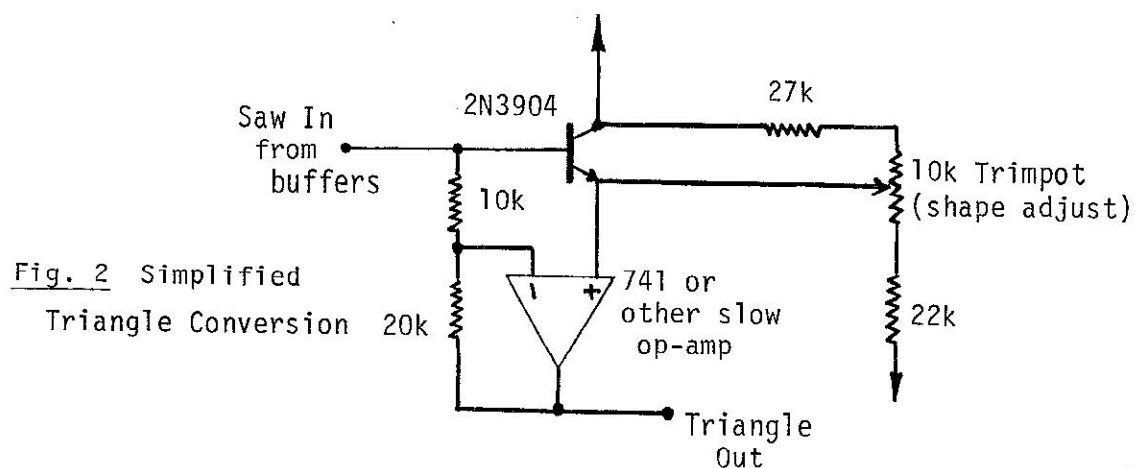 27k
2N3904
Saw In
from
buffers
10k
10k Trimpot
(shape adjust)
Fig. 2 Simplified
Triangle Conversion
20k
- +
741 or
other slow
op-amp
22k
Triangle
Out